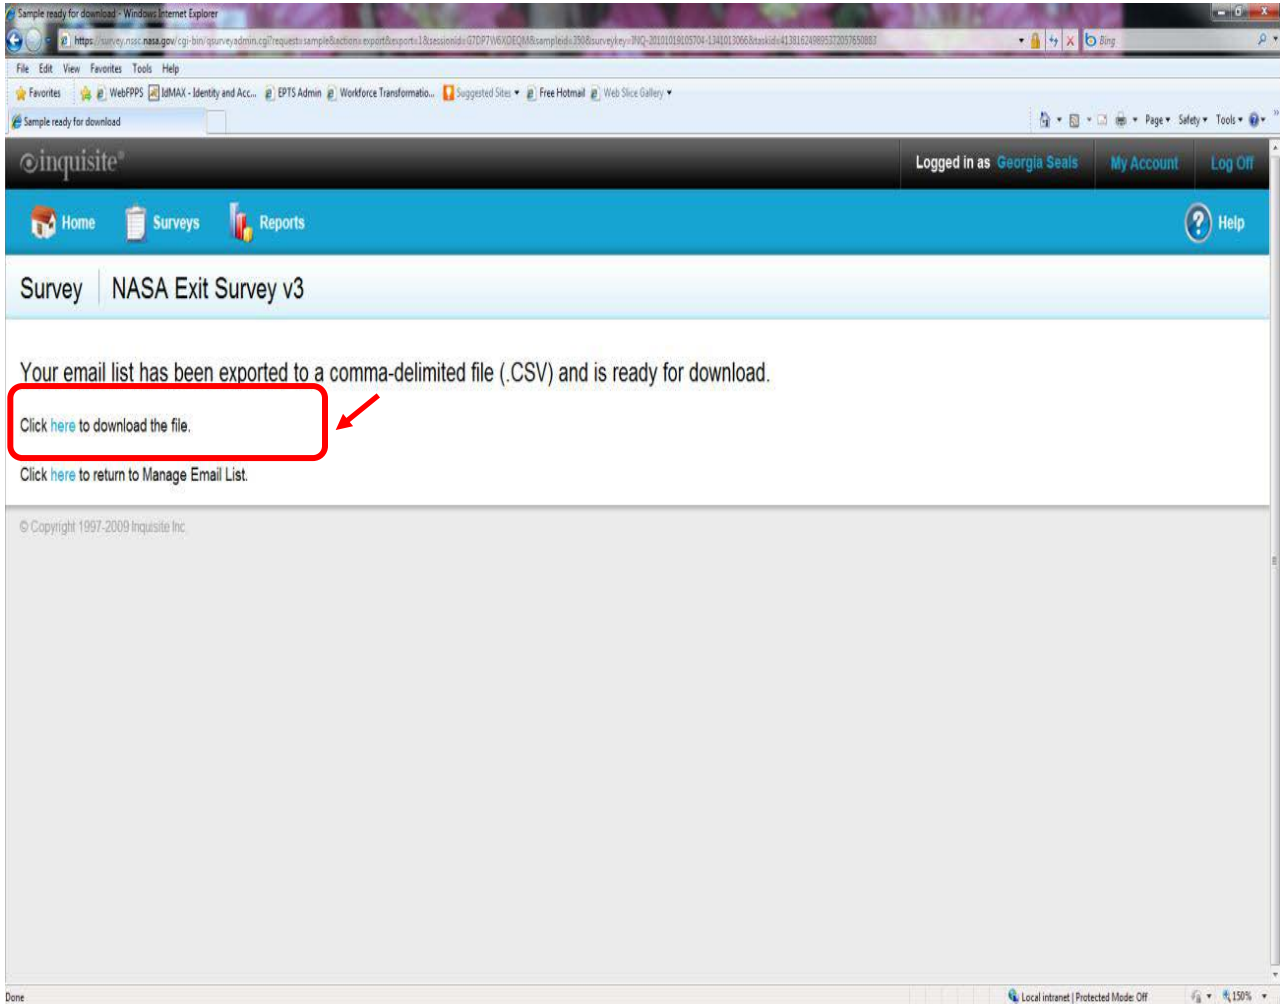 Sample ready for download - Windows Internet Explorer
Bing
File Edit View Favorites Tools Help
Favorites WebFPPS IdMAX - Identity and Acc... EPTS Admin Workforce Transformatio... Suggested Sites Free Hotmail Web Slice Gallery
Sample ready for download
Page Safety Tools
inquisite®
Logged in as Georgia Seals My Account Log Off
Home Surveys Reports Help
Survey NASA Exit Survey v3
Your email list has been exported to a comma-delimited file (.CSV) and is ready for download.
Click here to download the file.
Click here to return to Manage Email List.
© Copyright 1997-2009 Inquisite Inc
Done Local intranet | Protected Mode: Off 150%